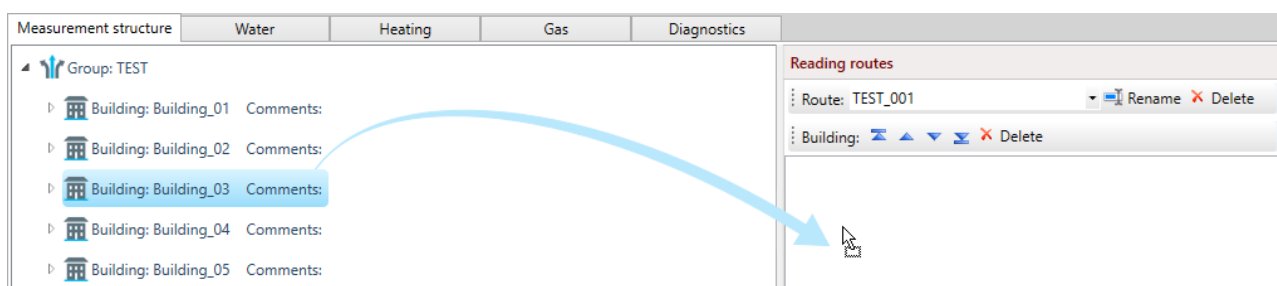 Measurement structure Water Heating Gas Diagnostics
Group: TEST
Building: Building_01 Comments:
Building: Building_02 Comments:
Building: Building_03 Comments:
Building: Building_04 Comments:
Building: Building_05 Comments:
Reading routes
Route: TEST_001 Rename Delete
Building: Delete